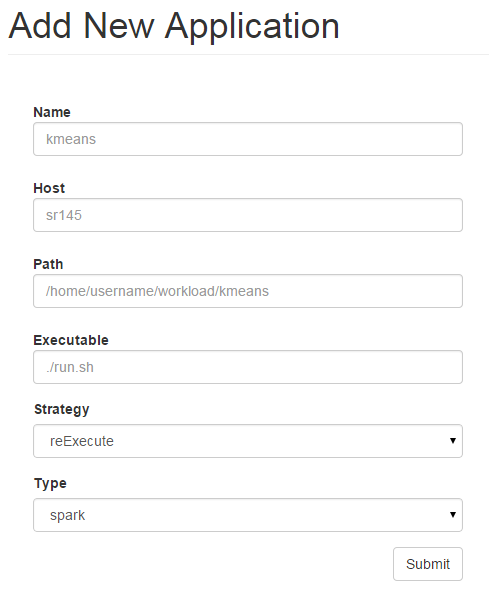 Add New Application
Name
kmeans
Host
sr145
Path
/home/username/workload/kmeans
Executable
./run.sh
Strategy
reExecute
Type
spark
Submit